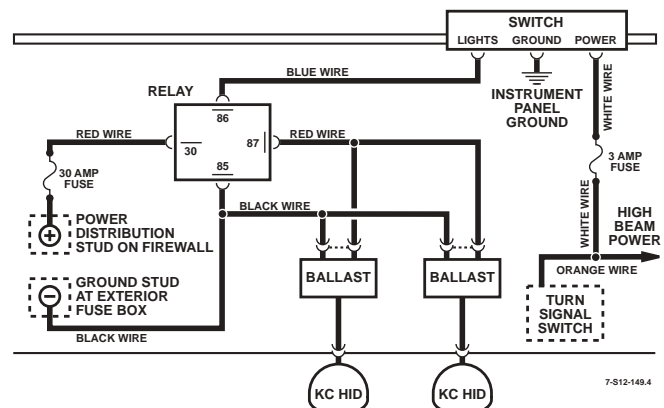 SWITCH
LIGHTS GROUND POWER
BLUE WIRE
RELAY
INSTRUMENT
PANEL
GROUND
WHITE WIRE
86
RED WIRE
30
87
RED WIRE
85
3 AMP
FUSE
30 AMP
FUSE
BLACK WIRE
WHITE WIRE
HIGH
BEAM
POWER
+
POWER
DISTRIBUTION
STUD ON FIREWALL
ORANGE WIRE
BALLAST
BALLAST
−
GROUND STUD
AT EXTERIOR
FUSE BOX
TURN
SIGNAL
SWITCH
BLACK WIRE
KC HID
KC HID
7-S12-149.4